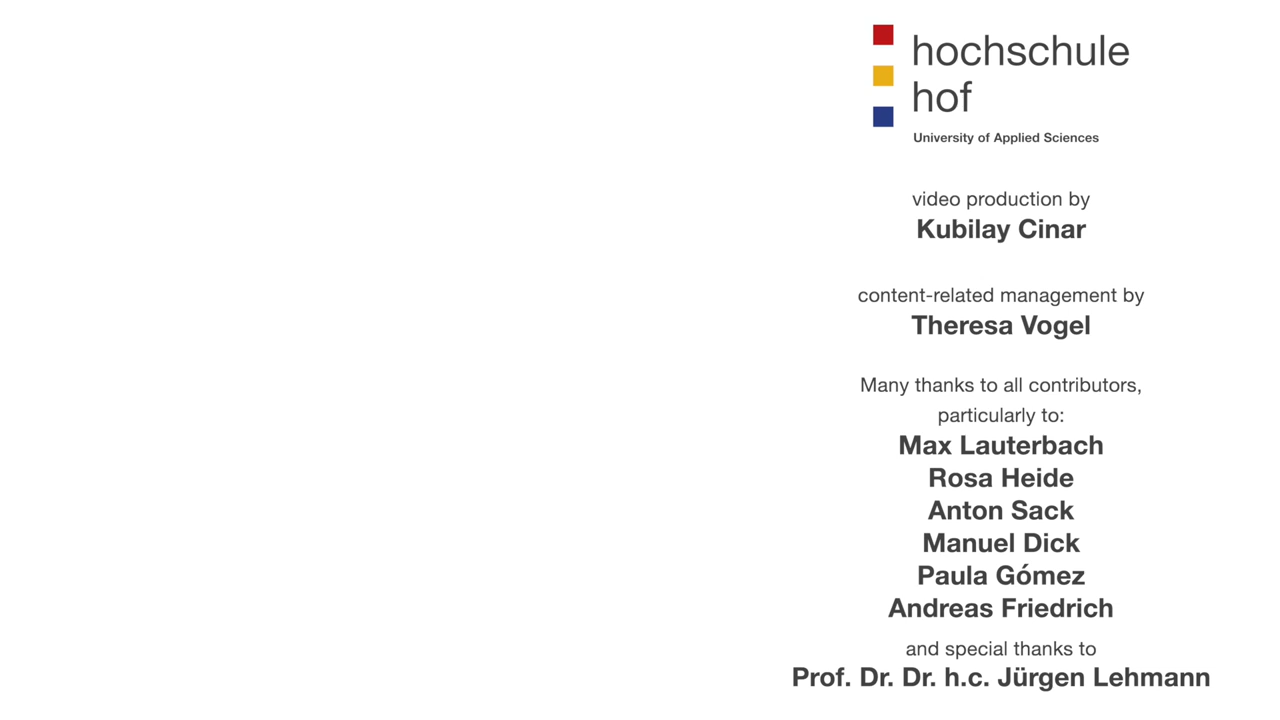 hochschule
hof
University of Applied Sciences
video production by
Kubilay Cinar
content-related management by
Theresa Vogel
Many thanks to all contributors,
particularly to:
Max Lauterbach
Rosa Heide
Anton Sack
Manuel Dick
Paula Gómez
Andreas Friedrich
and special thanks to
Prof. Dr. Dr. h.c. Jürgen Lehmann